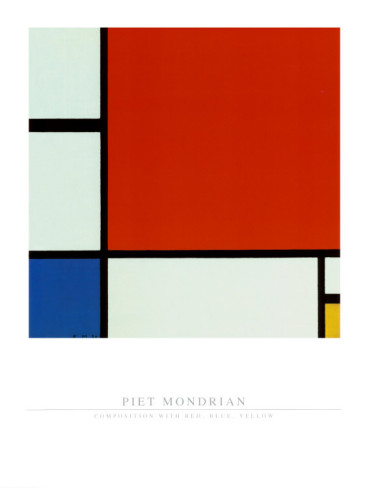 PIET MONDRIAN
COMPOSITION WITH RED, BLUE, YELLOW